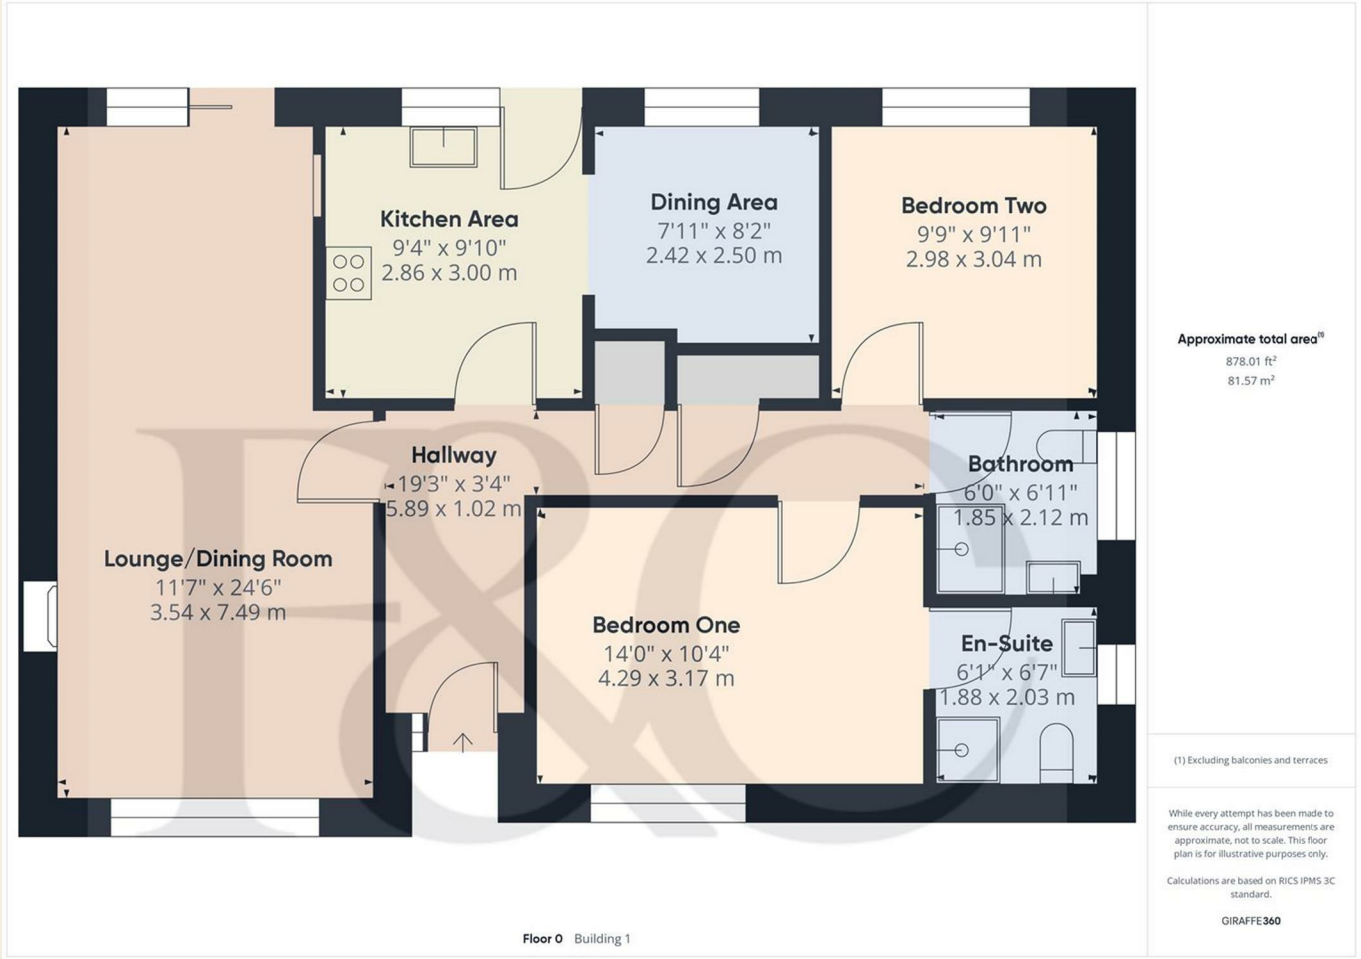 Kitchen Area
9'4" x 9'10"
2.86 x 3.00 m
Dining Area
7'11" x 8'2"
2.42 x 2.50 m
Bedroom Two
9'9" x 9'11"
2.98 x 3.04 m
Hallway
19'3" x 3'4"
5.89 x 1.02 m
Bathroom
6'0" x 6'11"
1.85 x 2.12 m
Lounge/Dining Room
11'7" x 24'6"
3.54 x 7.49 m
Bedroom One
14'0" x 10'4"
4.29 x 3.17 m
En-Suite
6'1" x 6'7"
1.88 x 2.03 m
F&C
Floor 0 Building 1
Approximate total area(1)
878.01 ft²
81.57 m²
(1) Excluding balconies and terraces
While every attempt has been made to
ensure accuracy, all measurements are
approximate, not to scale. This floor
plan is for illustrative purposes only.
Calculations are based on RICS IPMS 3C
standard.
GIRAFFE360